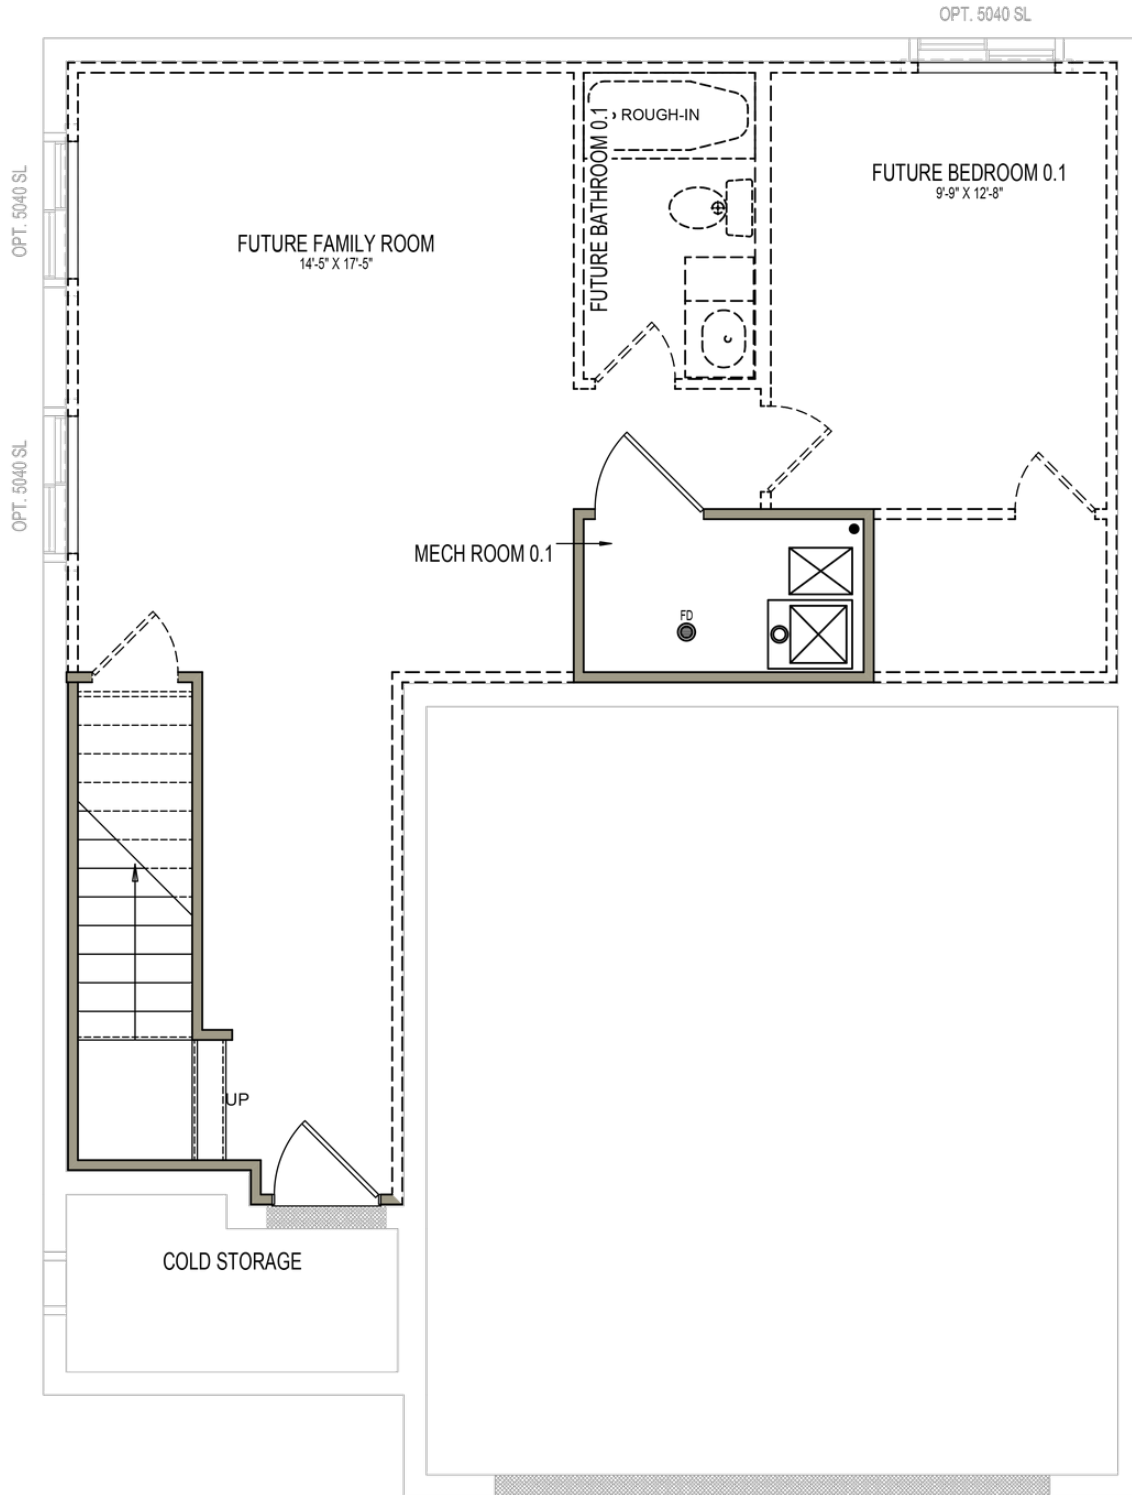 OPT. 5040 SL
ROUGH-IN
FUTURE BATHROOM 0.1
FUTURE BEDROOM 0.1
9'-9" X 12'-8"
OPT. 5040 SL
FUTURE FAMILY ROOM
14'-5" X 17'-5"
OPT. 5040 SL
MECH ROOM 0.1
FD
UP
COLD STORAGE